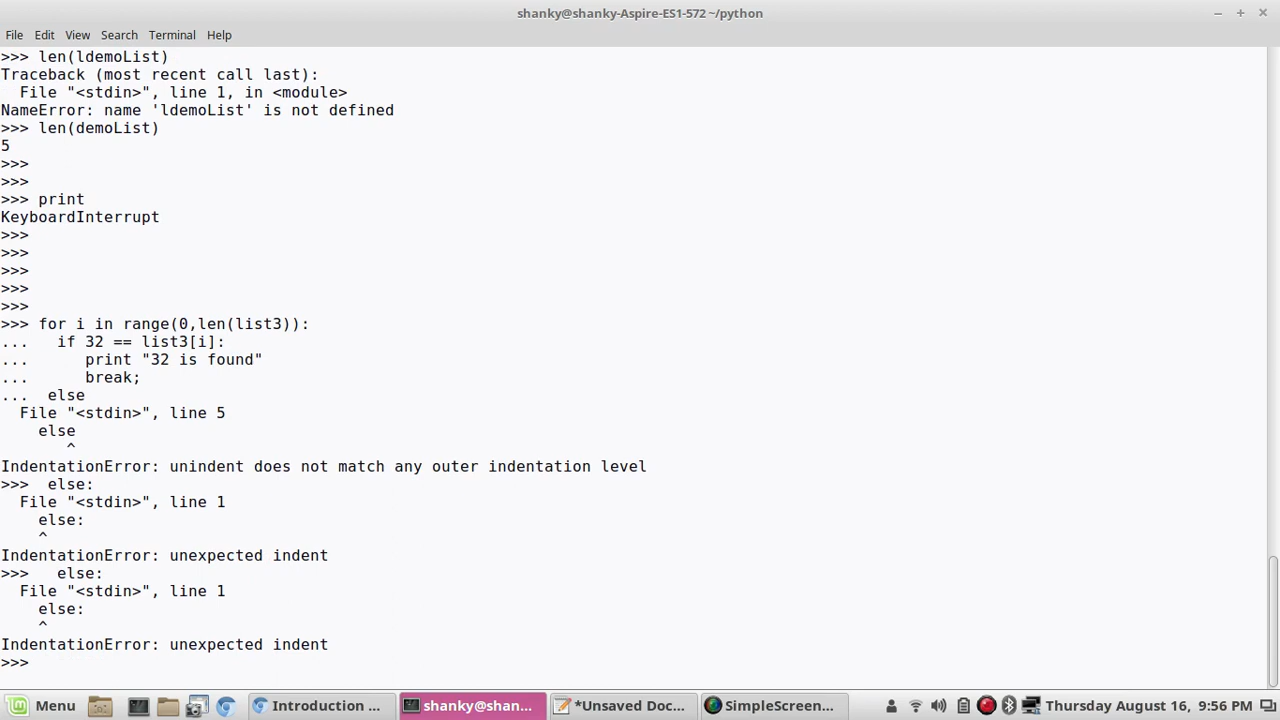 shanky@shanky-Aspire-ES1-572 ~/python
File Edit View Search Terminal Help
>>> len(ldemoList)
Traceback (most recent call last):
  File "<stdin>", line 1, in <module>
NameError: name 'ldemoList' is not defined
>>> len(demoList)
5
>>>
>>>
>>> print
KeyboardInterrupt
>>>
>>>
>>>
>>>
>>>
>>> for i in range(0,len(list3)):
...   if 32 == list3[i]:
...      print "32 is found"
...      break;
...  else
  File "<stdin>", line 5
    else
       ^
IndentationError: unindent does not match any outer indentation level
>>>  else:
  File "<stdin>", line 1
    else:
    ^
IndentationError: unexpected indent
>>>   else:
  File "<stdin>", line 1
    else:
    ^
IndentationError: unexpected indent
>>>
Menu Introduction ... shanky@shan... *Unsaved Doc... SimpleScreen... Thursday August 16, 9:56 PM